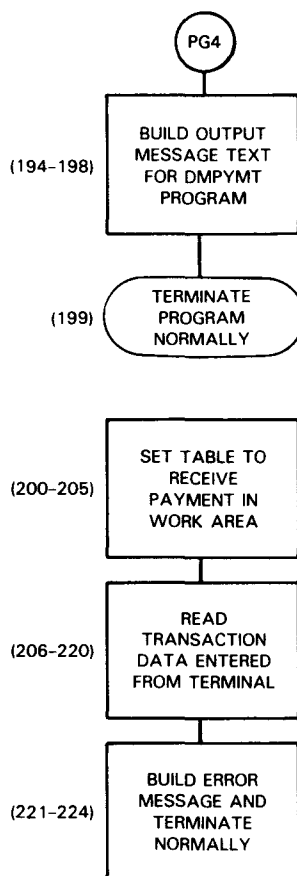 PG4
(194-198)
BUILD OUTPUT
MESSAGE TEXT
FOR DMPYMT
PROGRAM
(199)
TERMINATE
PROGRAM
NORMALLY
(200-205)
SET TABLE TO
RECEIVE
PAYMENT IN
WORK AREA
(206-220)
READ
TRANSACTION
DATA ENTERED
FROM TERMINAL
(221-224)
BUILD ERROR
MESSAGE AND
TERMINATE
NORMALLY